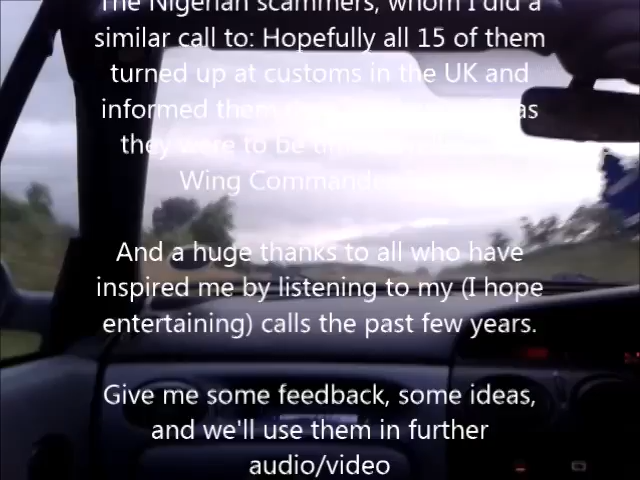 The Nigerian scammers, whom I did a
similar call to: Hopefully all 15 of them
turned up at customs in the UK and
informed them as
they were to be
Wing Commander
And a huge thanks to all who have
inspired me by listening to my (I hope
entertaining) calls the past few years.
Give me some feedback, some ideas,
and we'll use them in further
audio/video